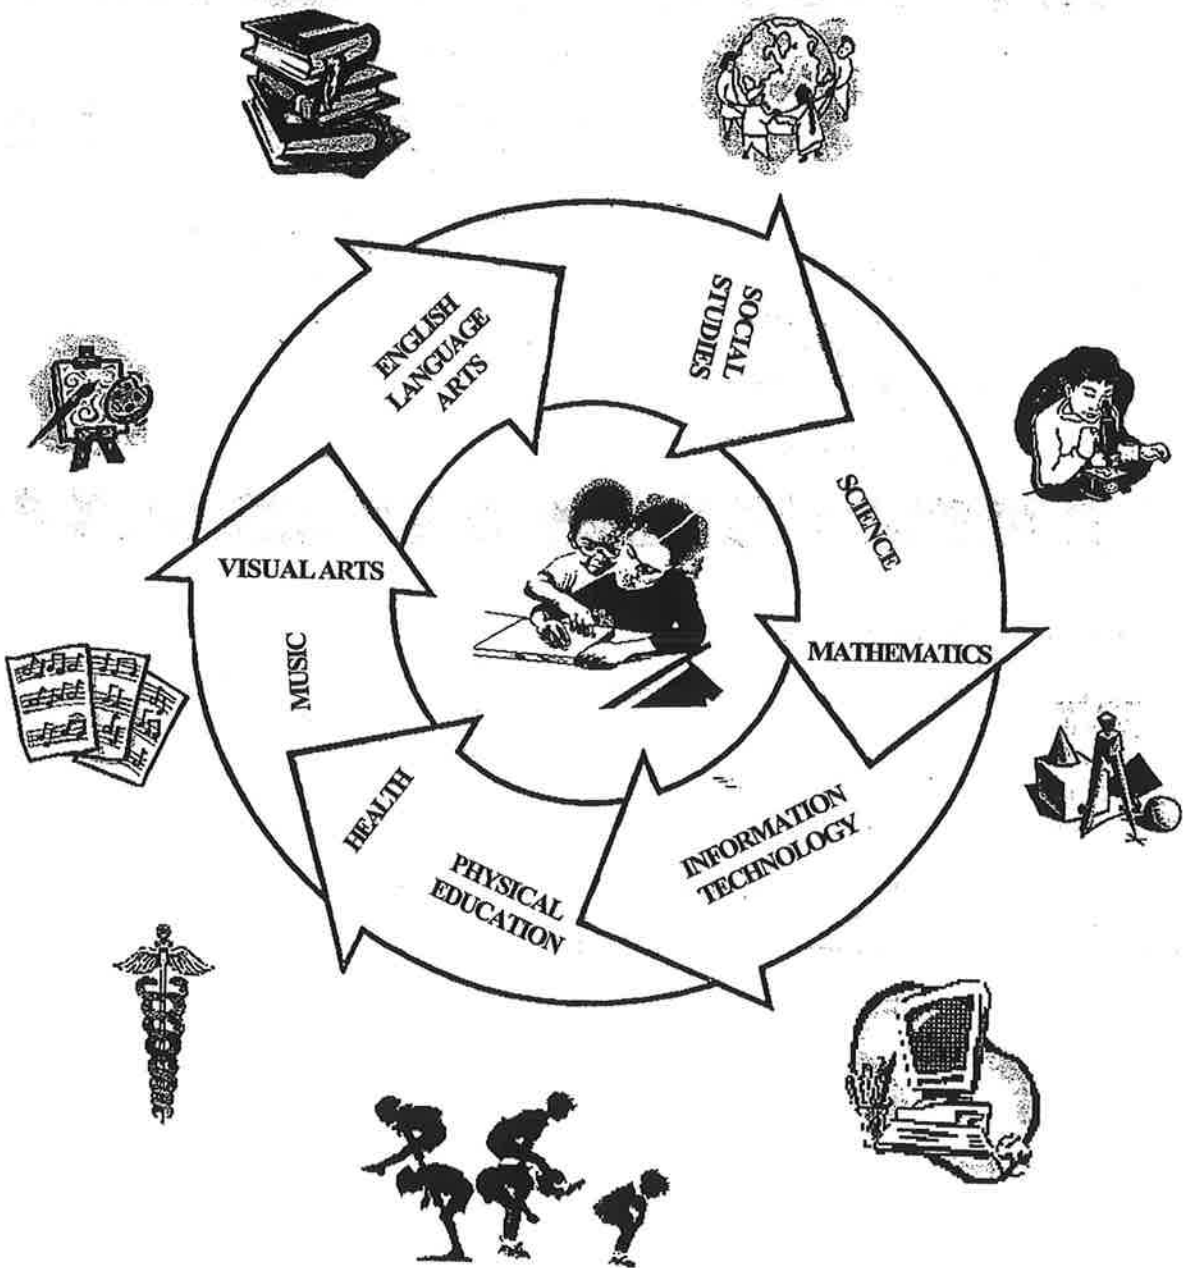 ENGLISH
LANGUAGE
ARTS
SOCIAL
STUDIES
SCIENCE
MATHEMATICS
INFORMATION
TECHNOLOGY
PHYSICAL
EDUCATION
HEALTH
MUSIC
VISUAL ARTS